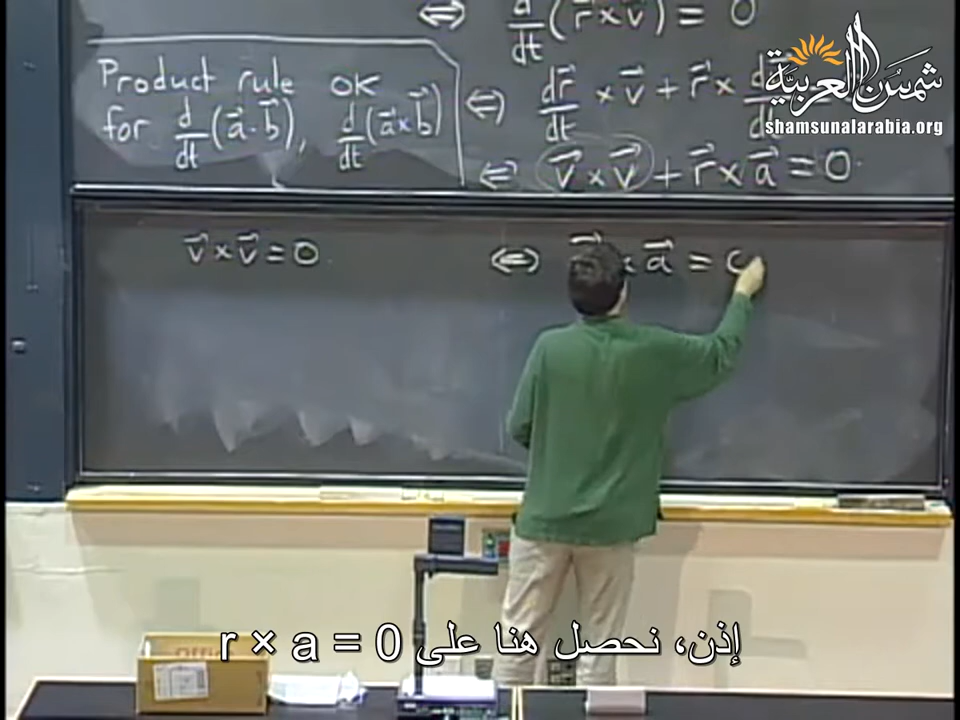 ⇔ d/dt (r⃗ × v⃗) = 0
Product rule OK
for d/dt (a⃗ · b⃗), d/dt (a⃗ × b⃗)
⇔ dr⃗/dt × v⃗ + r⃗ × d
dt
⇔ v⃗ × v⃗ + r⃗ × a⃗ = 0.
v⃗ × v⃗ = 0
⇔ × a⃗ =
شمس العربية
shamsunalarabia.org
إذن، نحصل هنا على r × a = 0